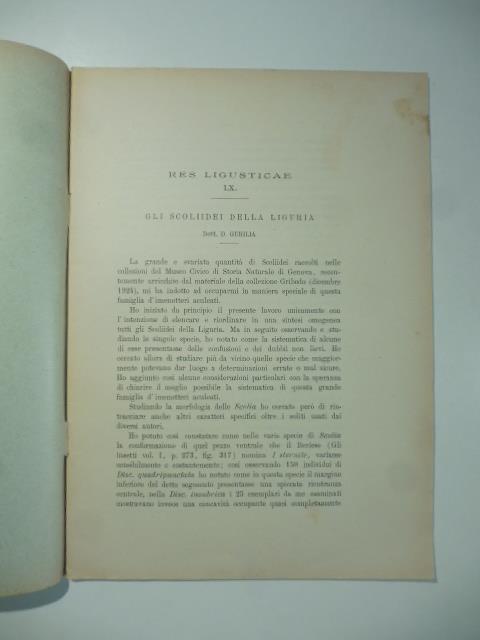 RES LIGUSTICAE
LX.
GLI SCOLIIDEI DELLA LIGURIA
Dott. D. GUIGLIA
La grande e svariata quantità di Scoliidei raccolti nelle
collezioni del Museo Civico di Storia Naturale di Genova, recen-
temente arricchite dal materiale della collezione Gribodo (dicembre
1924), mi ha indotto ad occuparmi in maniera speciale di questa
famiglia d'imenotteri aculeati.
Ho iniziato da principio il presente lavoro unicamente con
l'intenzione di elencare e riordinare in una sintesi omogenea
tutti gli Scoliidei della Liguria. Ma in seguito osservando e stu-
diando le singole specie, ho notato come la sistematica di alcune
di esse presentasse delle confusioni e dei dubbi non lievi. Ho
cercato allora di studiare più da vicino quelle specie che maggior-
mente potevano dar luogo a determinazioni errate o mal sicure.
Ho aggiunto così alcune considerazioni particolari con la speranza
di chiarire il meglio possibile la sistematica di questa grande
famiglia d'imenotteri aculeati.
Studiando la morfologia delle Scolia ho cercato però di rin-
tracciare anche altri caratteri specifici oltre i soliti usati dai
diversi autori.
Ho potuto così constatare come nelle varie specie di Scolia
la conformazione di quel pezzo ventrale che il Berlese (Gli
insetti vol. I, p. 273, fig. 317) nomina I sternite, variasse
sensibilmente e costantemente; così osservando 158 individui di
Disc. quadripunctata ho notato come in questa specie il margine
inferiore del detto segmento presentasse una spiccata rientranza
centrale, nella Disc. insubrica i 25 esemplari da me esaminati
mostravano invece una concavità occupante quasi completamente